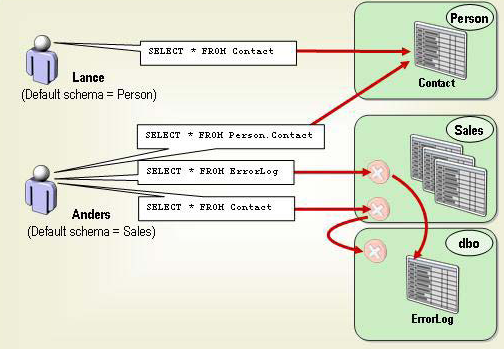 Person
SELECT * FROM Contact
Lance
(Default schema = Person)
Contact
SELECT * FROM Person.Contact
Sales
SELECT * FROM ErrorLog
SELECT * FROM Contact
Anders
(Default schema = Sales)
dbo
ErrorLog